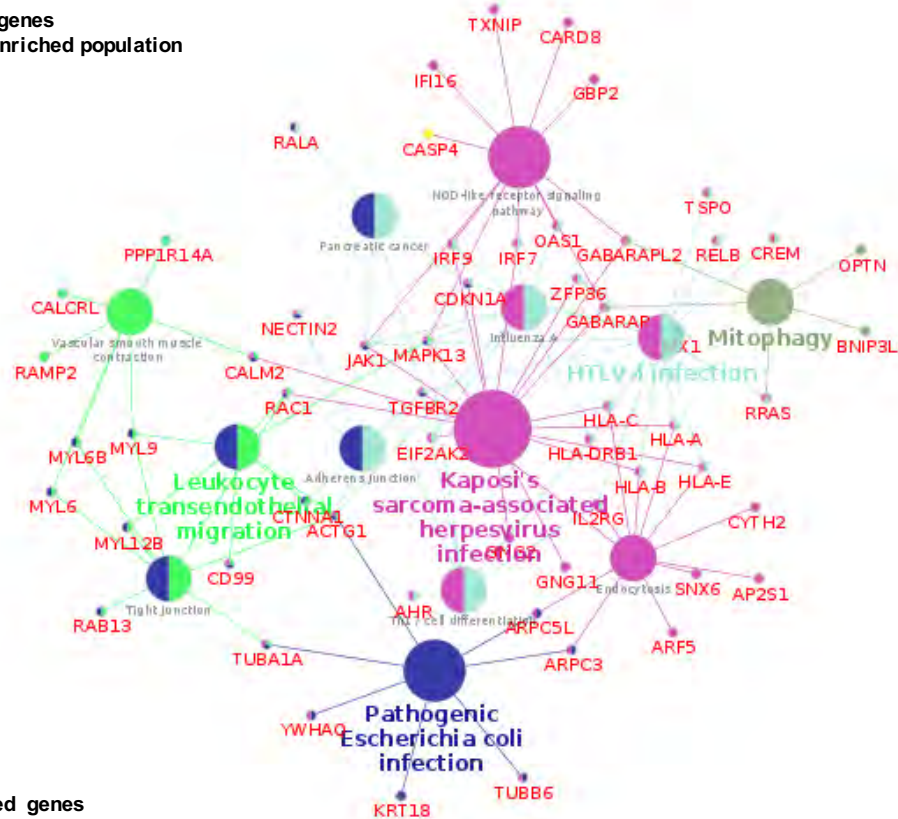 genes
nriched population
TXNIP
CARD8
IFI16
GBP2
RALA
CASP4
NOD-like receptor signaling
pathway
TSPO
Pancreatic cancer
OAS1
PPP1R14A
IRF9
IRF7
GABARAPL2
RELB
CREM
OPTN
CALCRL
CDKN1A
ZFP36
NECTIN2
GABARAP
Influenza A
Mitophagy
Vascular smooth muscle
contraction
JAK1
MAPK13
BNIP3L
RAMP2
CALM2
infection
RAC1
TGFBR2
HLA-C
RRAS
MYL6B
MYL9
EIF2AK2
HLA-DRB1
HLA-A
Adherens junction
Kaposi's
sarcoma-associated
herpesvirus
infection
Leukocyte
transendothelial
migration
HLA-B
HLA-E
MYL6
CTNNA1
IL2RG
CYTH2
MYL12B
ACTG1
CD99
GNG11
Endocytosis
SNX6
AP2S1
Tight junction
RAB13
AHR
cell differentiation
ARPC5L
TUBA1A
ARPC3
ARF5
YWHAQ
Pathogenic
Escherichia coli
infection
TUBB6
KRT18
ed genes